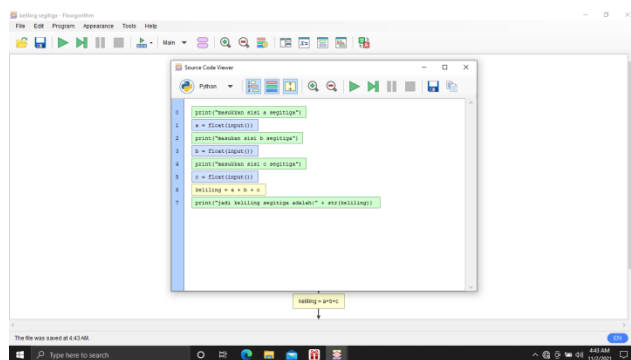 keliling segitiga - Flowgorithm
File Edit Program Appearance Tools Help
Main
Source Code Viewer
Python
0 print("masukkan sisi a segitiga")
1 a = float(input())
2 print("masukan sisi b segitiga")
3 b = float(input())
4 print("masukkan sisi c segitiga")
5 c = float(input())
6 keliling = a + b + c
7 print("jadi keliling segitiga adalah:" + str(keliling))
keliling = a+b+c
The file was saved at 4:43 AM.
EN
Type here to search
4:43 AM
11/2/2021